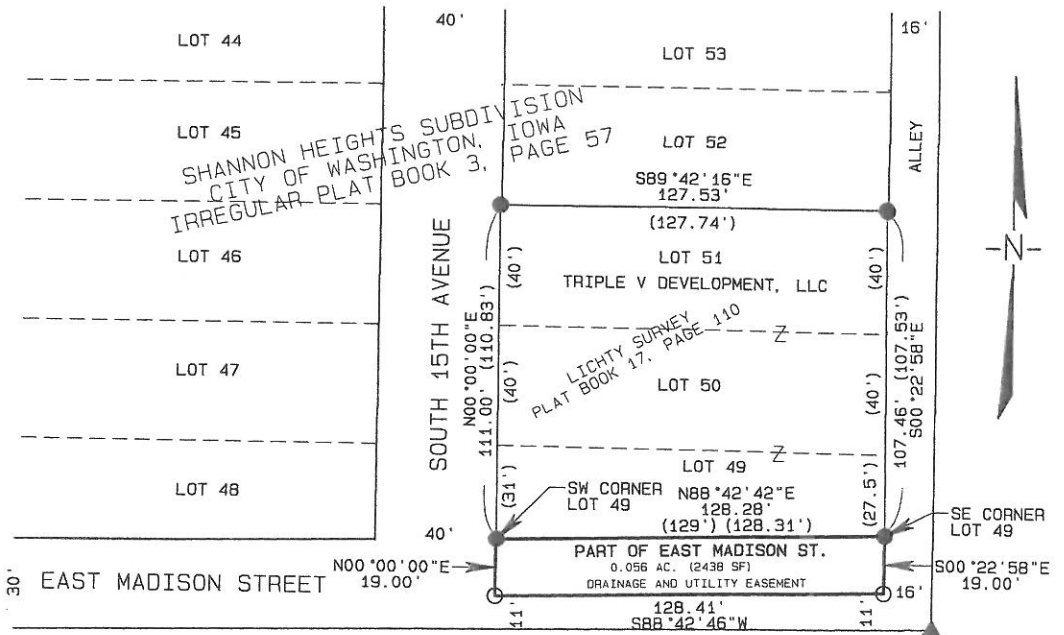 40'
16'
LOT 44
LOT 53
SHANNON HEIGHTS SUBDIVISION
CITY OF WASHINGTON, IOWA
IRREGULAR PLAT BOOK 3, PAGE 57
LOT 45
LOT 52
ALLEY
S89°42'16"E
127.53'
(127.74')
LOT 46
LOT 51
TRIPLE V DEVELOPMENT, LLC
(40')
(40')
-N-
SOUTH 15TH AVENUE
N00°00'00"E
111.00' (110.83')
LICHTY SURVEY
PLAT BOOK 17, PAGE 110
Z
107.46' (107.53')
S00°22'58"E
LOT 47
(40')
LOT 50
(40')
Z
LOT 48
LOT 49
(31')
SW CORNER
LOT 49
N88°42'42"E
128.28'
(129') (128.31')
(27.5')
SE CORNER
LOT 49
40'
PART OF EAST MADISON ST.
0.056 AC. (2438 SF)
DRAINAGE AND UTILITY EASEMENT
30'
EAST MADISON STREET
N00°00'00"E
19.00'
S00°22'58"E
19.00'
16'
11'
128.41'
S88°42'46"W
11'